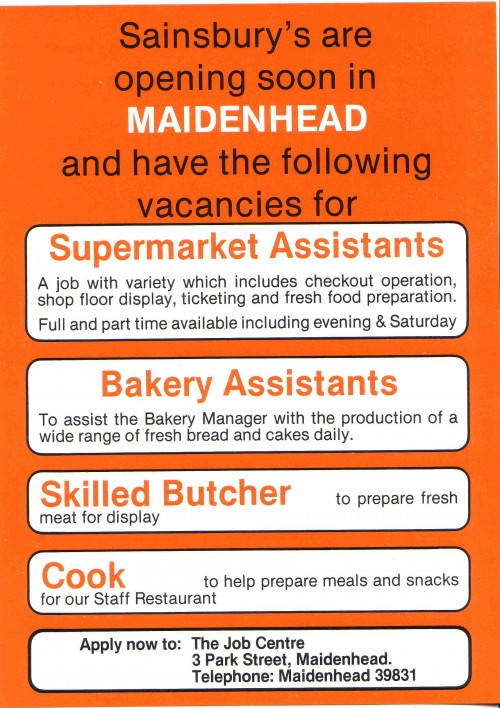 Sainsbury's are
opening soon in
MAIDENHEAD
and have the following
vacancies for
Supermarket Assistants
A job with variety which includes checkout operation,
shop floor display, ticketing and fresh food preparation.
Full and part time available including evening & Saturday
Bakery Assistants
To assist the Bakery Manager with the production of a
wide range of fresh bread and cakes daily.
Skilled Butcher to prepare fresh
meat for display
Cook to help prepare meals and snacks
for our Staff Restaurant
Apply now to: The Job Centre
3 Park Street, Maidenhead.
Telephone: Maidenhead 39831